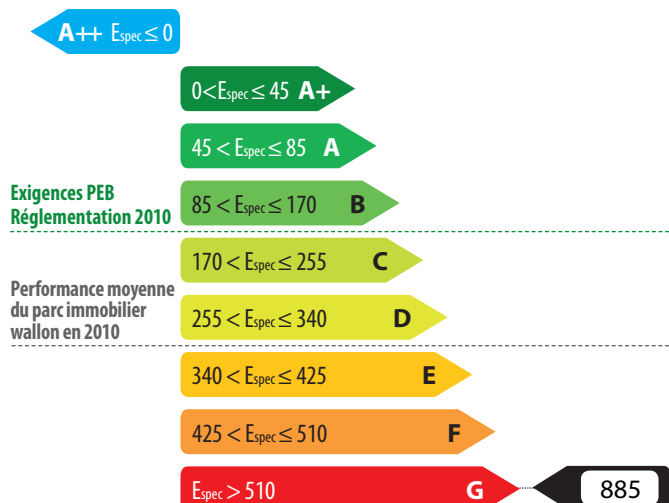 A++ Espec ≤ 0
0<Espec ≤ 45 A+
45 < Espec ≤ 85 A
Exigences PEB
Réglementation 2010
85 < Espec ≤ 170 B
170 < Espec ≤ 255 C
Performance moyenne
du parc immobilier
wallon en 2010
255 < Espec ≤ 340 D
340 < Espec ≤ 425 E
425 < Espec ≤ 510 F
Espec > 510 G
885